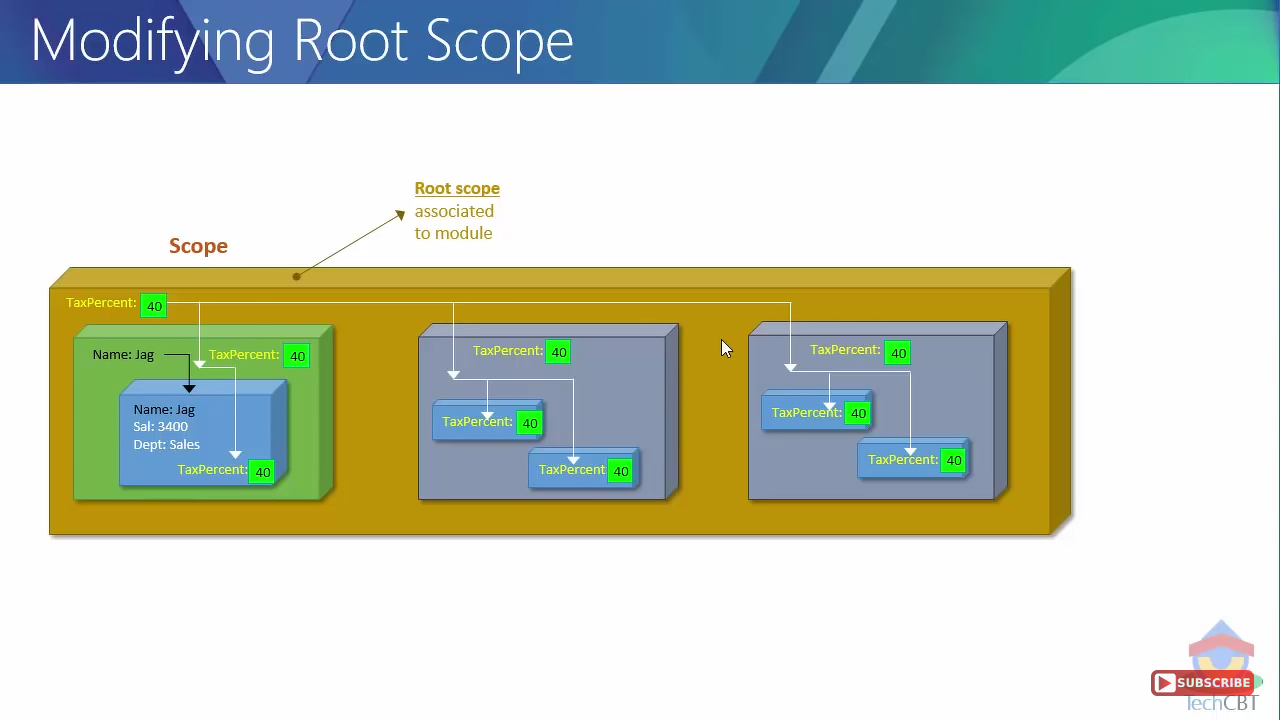 Modifying Root Scope
Root scope
associated
to module
Scope
TaxPercent: 40
Name: Jag
TaxPercent: 40
Name: Jag
Sal: 3400
Dept: Sales
TaxPercent: 40
TaxPercent: 40
TaxPercent: 40
TaxPercent 40
TaxPercent: 40
TaxPercent: 40
TaxPercent: 40
SUBSCRIBE
TechCBT